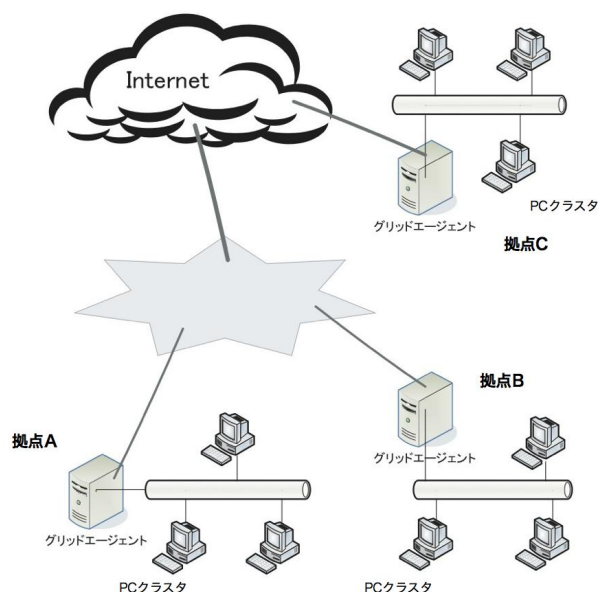 Internet
PCクラスタ
グリッドエージェント
拠点C
拠点B
拠点A
グリッドエージェント
グリッドエージェント
PCクラスタ
PCクラスタ